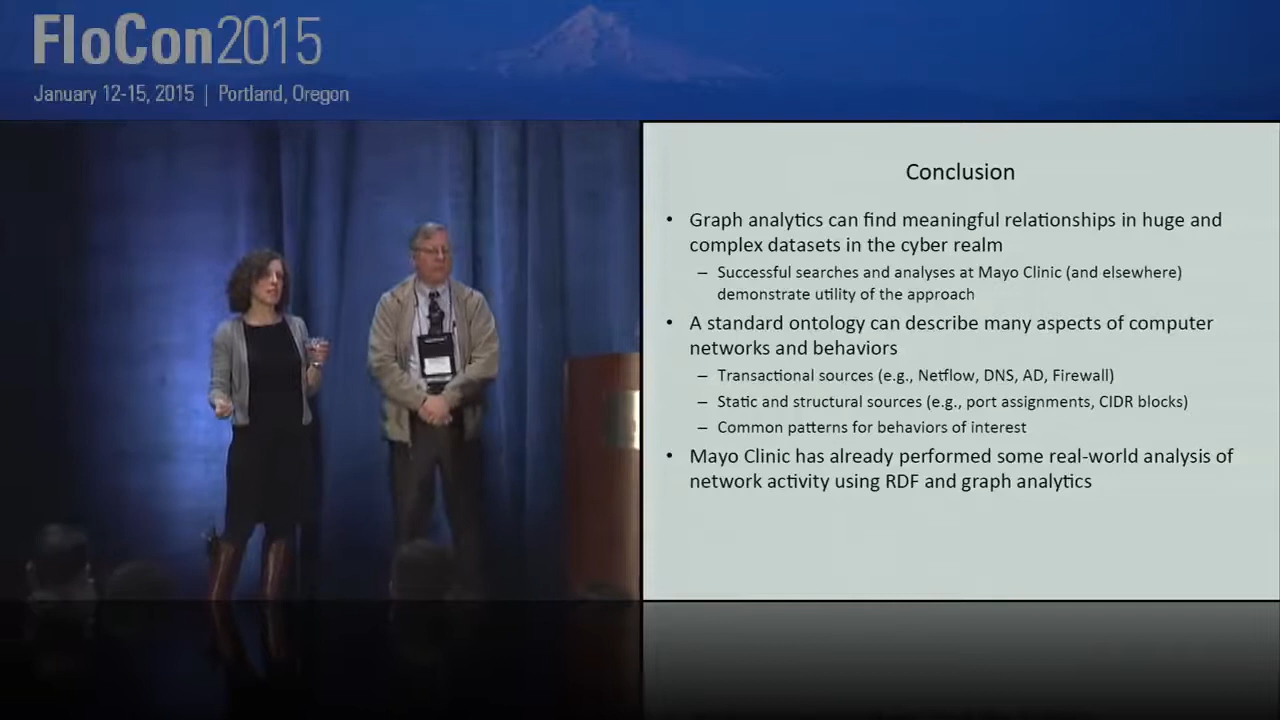 FloCon2015
January 12-15, 2015 | Portland, Oregon
Conclusion
• Graph analytics can find meaningful relationships in huge and
complex datasets in the cyber realm
– Successful searches and analyses at Mayo Clinic (and elsewhere)
demonstrate utility of the approach
• A standard ontology can describe many aspects of computer
networks and behaviors
– Transactional sources (e.g., Netflow, DNS, AD, Firewall)
– Static and structural sources (e.g., port assignments, CIDR blocks)
– Common patterns for behaviors of interest
• Mayo Clinic has already performed some real-world analysis of
network activity using RDF and graph analytics